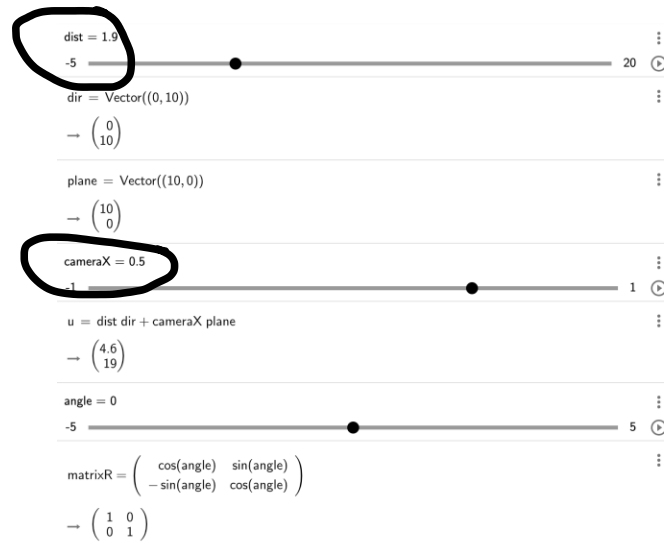 dist = 1.9
-5 20
dir = Vector((0, 10))
→ (0
10)
plane = Vector((10, 0))
→ (10
0)
cameraX = 0.5
-1 1
u = dist dir + cameraX plane
→ (4.6
19)
angle = 0
-5 5
matrixR = ( cos(angle) sin(angle)
− sin(angle) cos(angle) )
→ ( 1 0
0 1 )